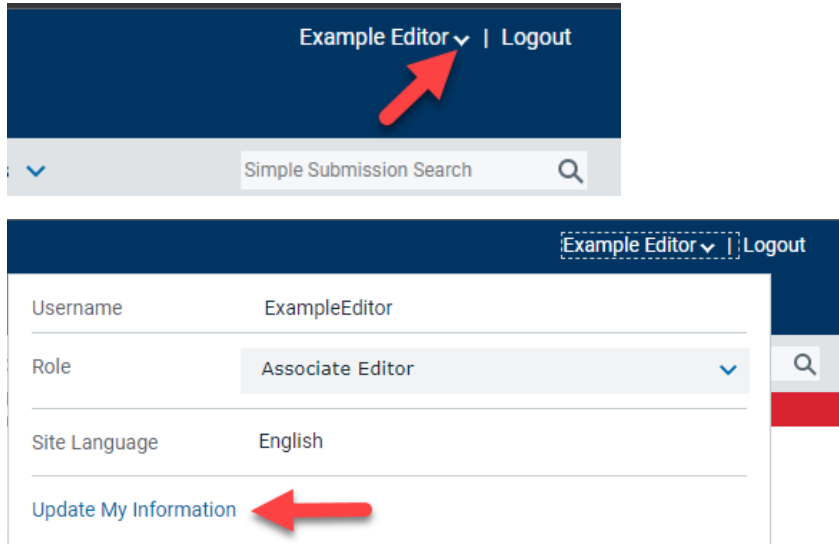 Example Editor | Logout
Simple Submission Search
Example Editor | Logout
Username ExampleEditor
Role Associate Editor
Site Language English
Update My Information